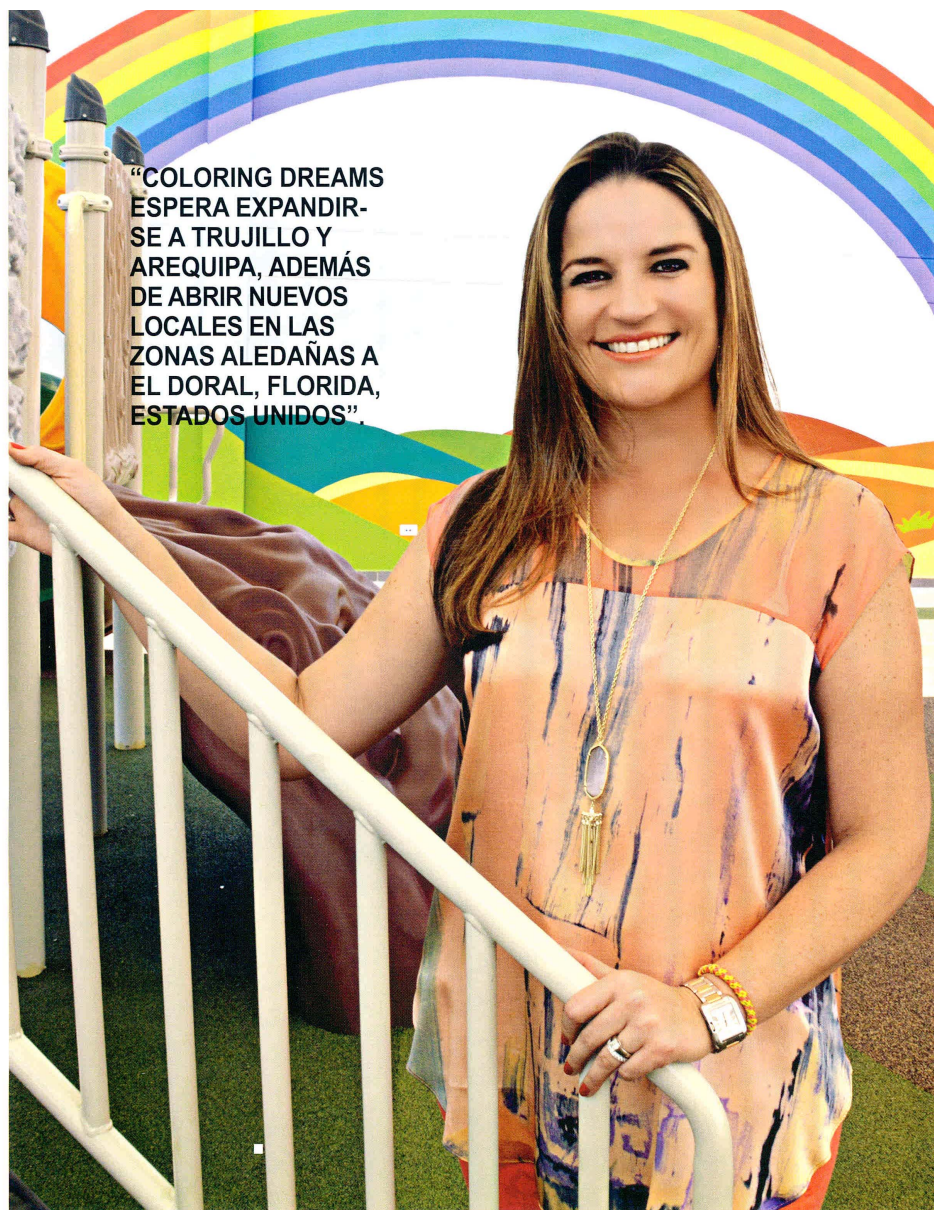 “COLORING DREAMS
ESPERA EXPANDIR-
SE A TRUJILLO Y
AREQUIPA, ADEMÁS
DE ABRIR NUEVOS
LOCALES EN LAS
ZONAS ALEDAÑAS A
EL DORAL, FLORIDA,
ESTADOS UNIDOS”.